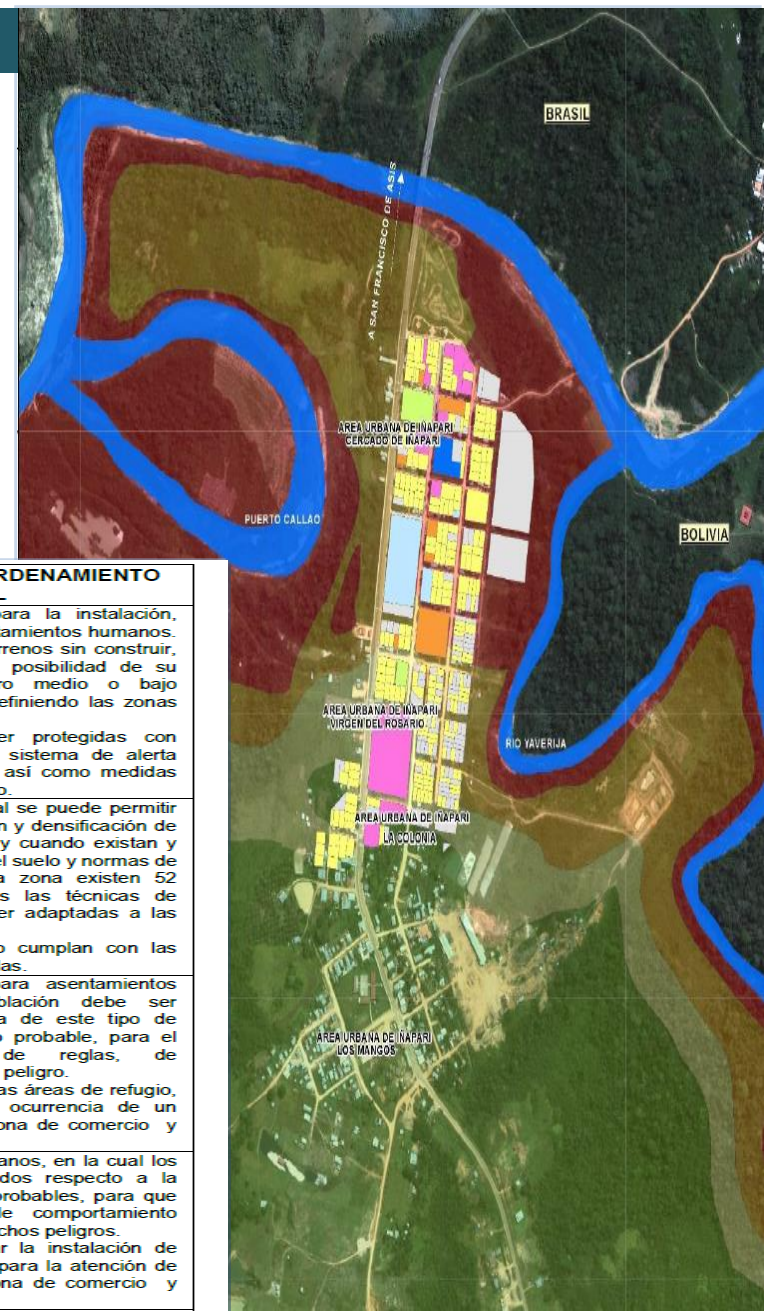 BRASIL
A SAN FRANCISCO DE ASIS
AREA URBANA DE IÑAPARI
CERCADO DE IÑAPARI
PUERTO CALLAO
BOLIVIA
AREA URBANA DE IÑAPARI
VIRGEN DEL ROSARIO
RIO YAVERIJA
AREA URBANA DE IÑAPARI
LA COLONIA
AREA URBANA DE IÑAPARI
LOS MANGOS
RDENAMIENTO
para la instalación,
tamientos humanos.
rrenos sin construir,
posibilidad de su
ro medio o bajo
efiniendo las zonas
er protegidas con
sistema de alerta
así como medidas
o.
al se puede permitir
n y densificación de
y cuando existan y
el suelo y normas de
a zona existen 52
s las técnicas de
er adaptadas a las
o cumplan con las
das.
para asentamientos
blación debe ser
a de este tipo de
o probable, para el
de reglas, de
peligro.
as áreas de refugio,
ocurrencia de un
ona de comercio y
anos, en la cual los
dos respecto a la
probables, para que
le comportamiento
chos peligros.
ar la instalación de
para la atención de
na de comercio y